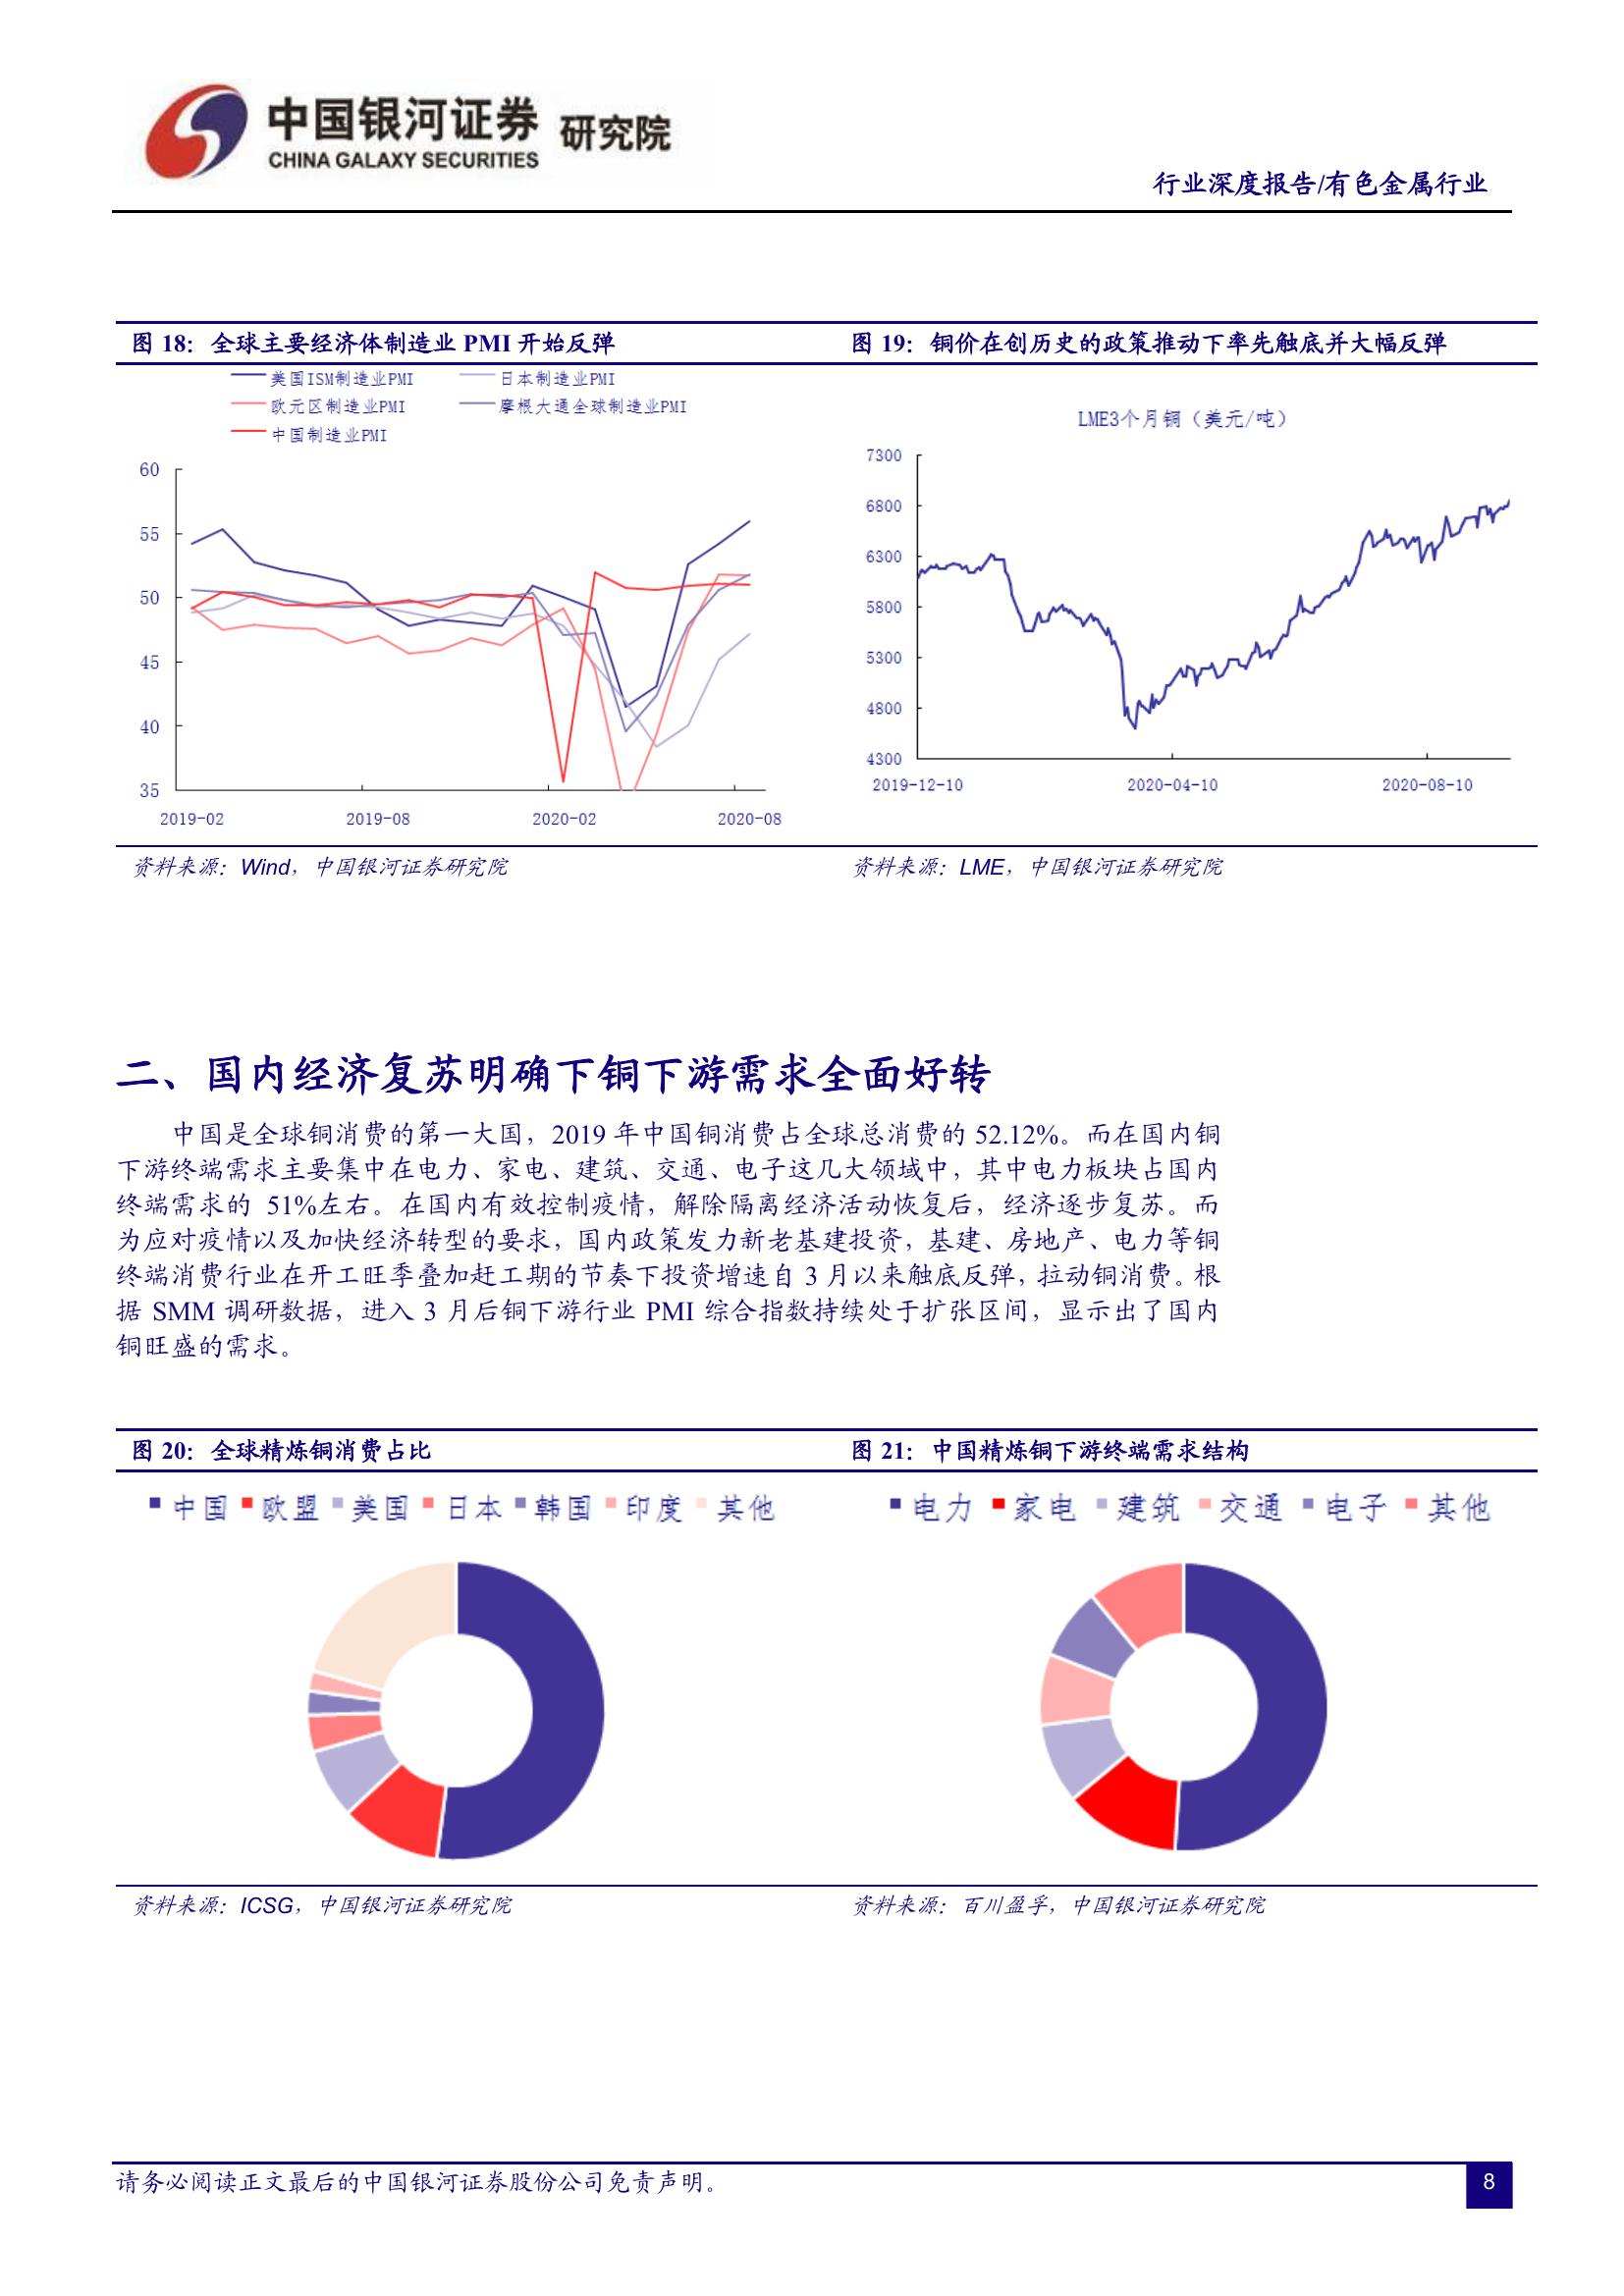 中国银河证券 研究院
CHINA GALAXY SECURITIES
行业深度报告/有色金属行业
图 18：全球主要经济体制造业 PMI 开始反弹
美国ISM制造业PMI 日本制造业PMI
欧元区制造业PMI 摩根大通全球制造业PMI
中国制造业PMI
60
55
50
45
40
35
2019-02 2019-08 2020-02 2020-08
资料来源：Wind，中国银河证券研究院
图 19：铜价在创历史的政策推动下率先触底并大幅反弹
LME3个月铜（美元/吨）
7300
6800
6300
5800
5300
4800
4300
2019-12-10 2020-04-10 2020-08-10
资料来源：LME，中国银河证券研究院
二、国内经济复苏明确下铜下游需求全面好转
中国是全球铜消费的第一大国，2019 年中国铜消费占全球总消费的 52.12%。而在国内铜
下游终端需求主要集中在电力、家电、建筑、交通、电子这几大领域中，其中电力板块占国内
终端需求的 51%左右。在国内有效控制疫情，解除隔离经济活动恢复后，经济逐步复苏。而
为应对疫情以及加快经济转型的要求，国内政策发力新老基建投资，基建、房地产、电力等铜
终端消费行业在开工旺季叠加赶工期的节奏下投资增速自 3 月以来触底反弹，拉动铜消费。根
据 SMM 调研数据，进入 3 月后铜下游行业 PMI 综合指数持续处于扩张区间，显示出了国内
铜旺盛的需求。
图 20：全球精炼铜消费占比
中国 欧盟 美国 日本 韩国 印度 其他
资料来源：ICSG，中国银河证券研究院
图 21：中国精炼铜下游终端需求结构
电力 家电 建筑 交通 电子 其他
资料来源：百川盈孚，中国银河证券研究院
请务必阅读正文最后的中国银河证券股份公司免责声明。
8